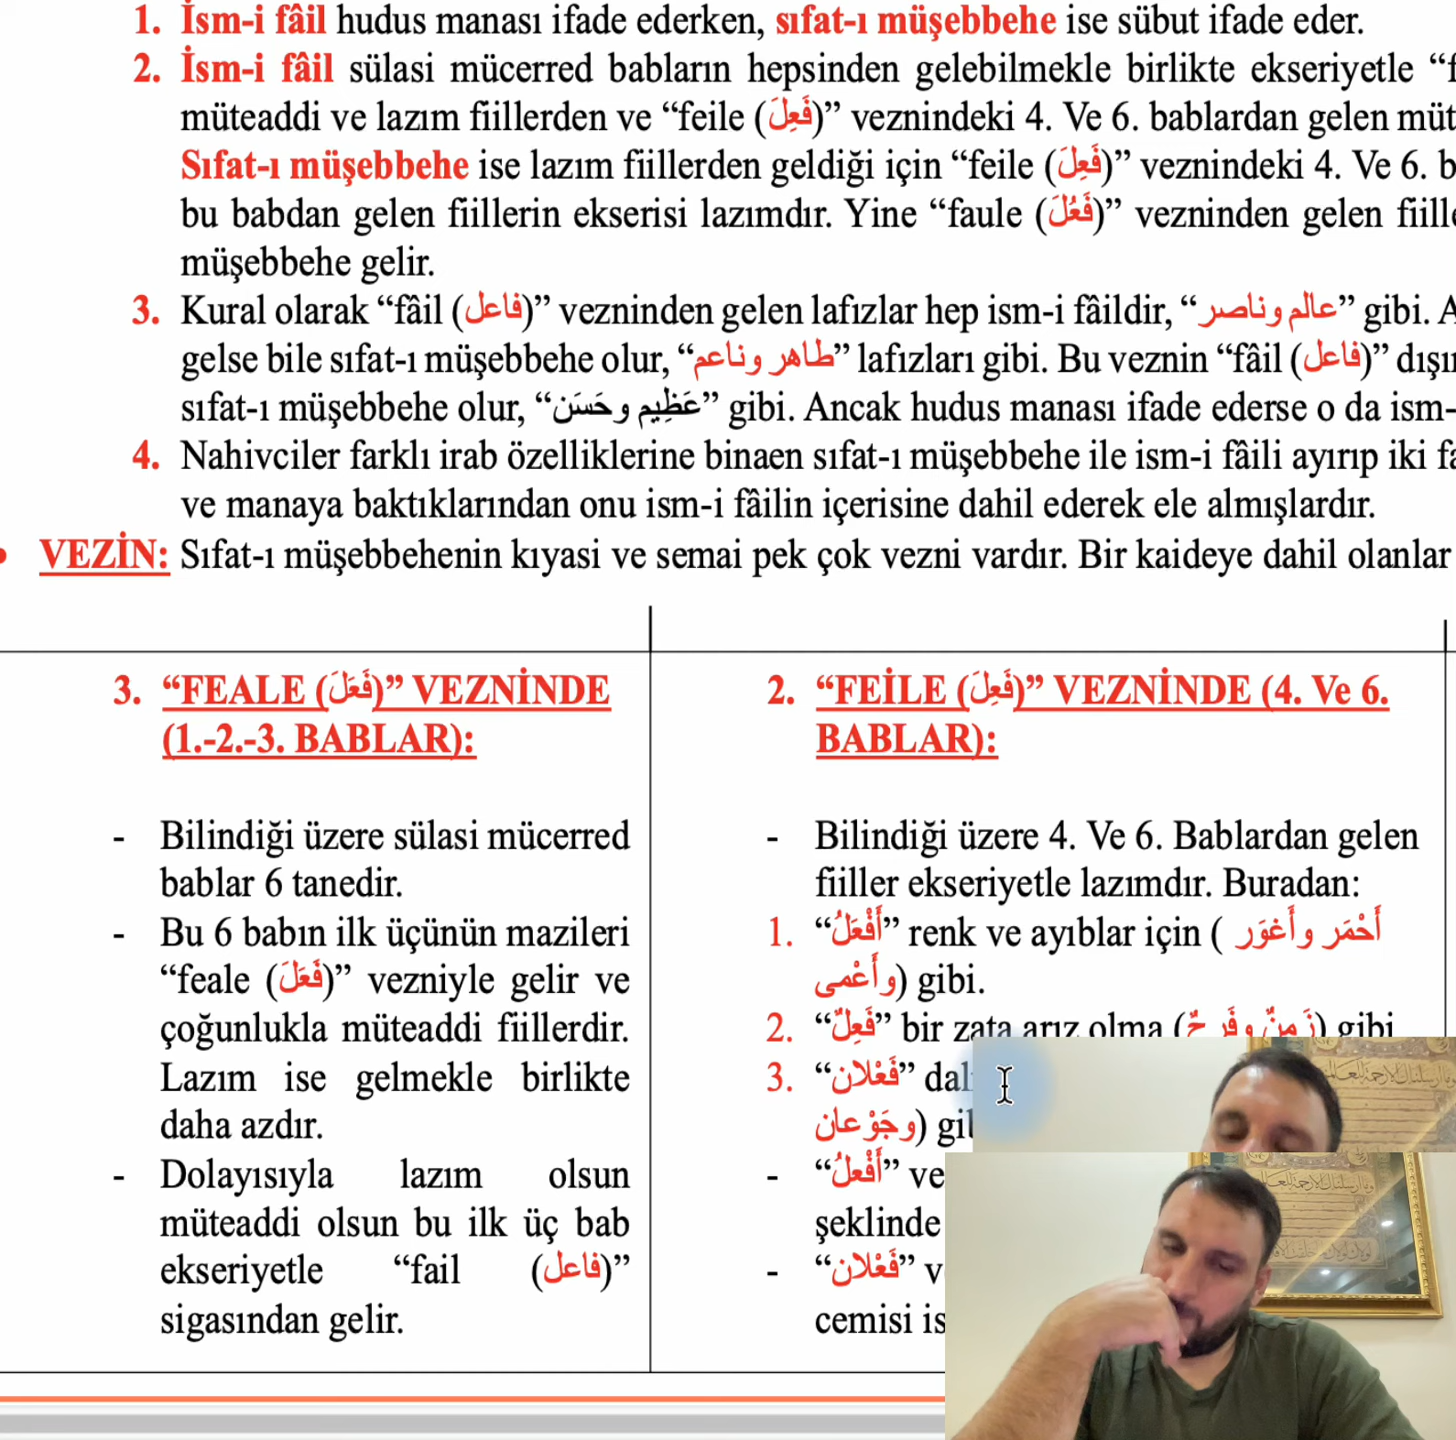 1. İsm-i fâil hudus manası ifade ederken, sıfat-ı müşebbehe ise sübut ifade eder.
2. İsm-i fâil sülasi mücerred babların hepsinden gelebilmekle birlikte ekseriyetle “f
müteaddi ve lazım fiillerden ve “feile (فَعِلَ)” veznindeki 4. Ve 6. bablardan gelen müt
Sıfat-ı müşebbehe ise lazım fiillerden geldiği için “feile (فَعِلَ)” veznindeki 4. Ve 6. b
bu babdan gelen fiillerin ekserisi lazımdır. Yine “faule (فَعُلَ)” vezninden gelen fiille
müşebbehe gelir.
3. Kural olarak “fâil (فاعل)” vezninden gelen lafızlar hep ism-i fâildir, “عالم وناصر” gibi. A
gelse bile sıfat-ı müşebbehe olur, “طاهر وناعم” lafızları gibi. Bu veznin “fâil (فاعل)” dışı
sıfat-ı müşebbehe olur, “عَظِيم وحَسَن” gibi. Ancak hudus manası ifade ederse o da ism-
4. Nahivciler farklı irab özelliklerine binaen sıfat-ı müşebbehe ile ism-i fâili ayırıp iki fa
ve manaya baktıklarından onu ism-i fâilin içerisine dahil ederek ele almışlardır.
VEZİN: Sıfat-ı müşebbehenin kıyasi ve semai pek çok vezni vardır. Bir kaideye dahil olanlar
3. “FEALE (فَعَلَ)” VEZNİNDE
(1.-2.-3. BABLAR):
- Bilindiği üzere sülasi mücerred
bablar 6 tanedir.
- Bu 6 babın ilk üçünün mazileri
“feale (فَعَلَ)” vezniyle gelir ve
çoğunlukla müteaddi fiillerdir.
Lazım ise gelmekle birlikte
daha azdır.
- Dolayısıyla lazım olsun
müteaddi olsun bu ilk üç bab
ekseriyetle “fail (فاعل)”
sigasından gelir.
2. “FEİLE (فَعِلَ)” VEZNİNDE (4. Ve 6.
BABLAR):
- Bilindiği üzere 4. Ve 6. Bablardan gelen
fiiller ekseriyetle lazımdır. Buradan:
1. “أَفْعَلُ” renk ve ayıblar için (أَحْمَر وأَعْوَر
وأَعْمى) gibi.
2. “فَعِلٌ” bir zata arız olma (زَمِنٌ وفَرِحٌ) gibi
3. “فَعْلان” dal
وجَوْعان) gi
- “أَفْعلُ” ve
şeklinde
- “فَعْلان” v
cemisi is